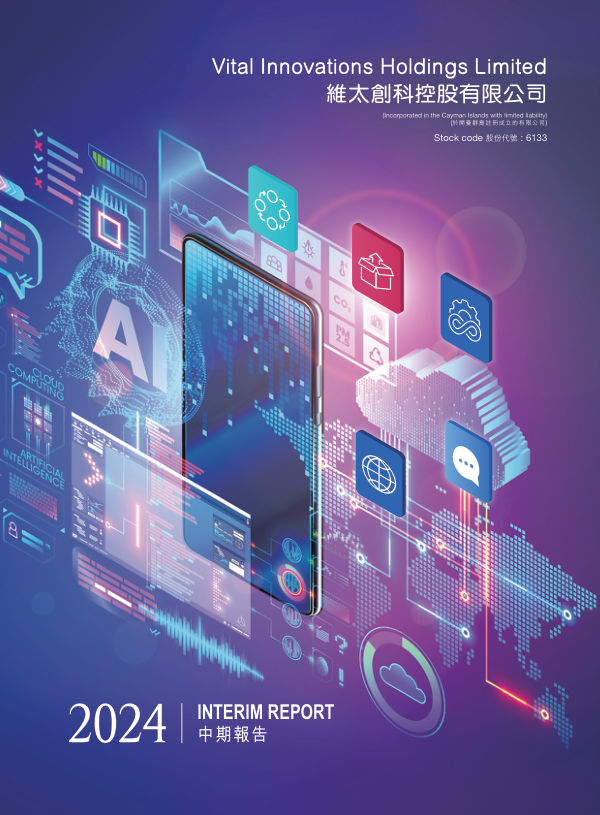 Vital Innovations Holdings Limited
維太創科控股有限公司
(Incorporated in the Cayman Islands with limited liability)
(於開曼群島註冊成立的有限公司)
Stock code 股份代號 : 6133
AI
CO2
PM
2.5
CLOUD
COMPUTING
ARTIFICIAL
INTELLIGENCE
2024
INTERIM REPORT
中期報告